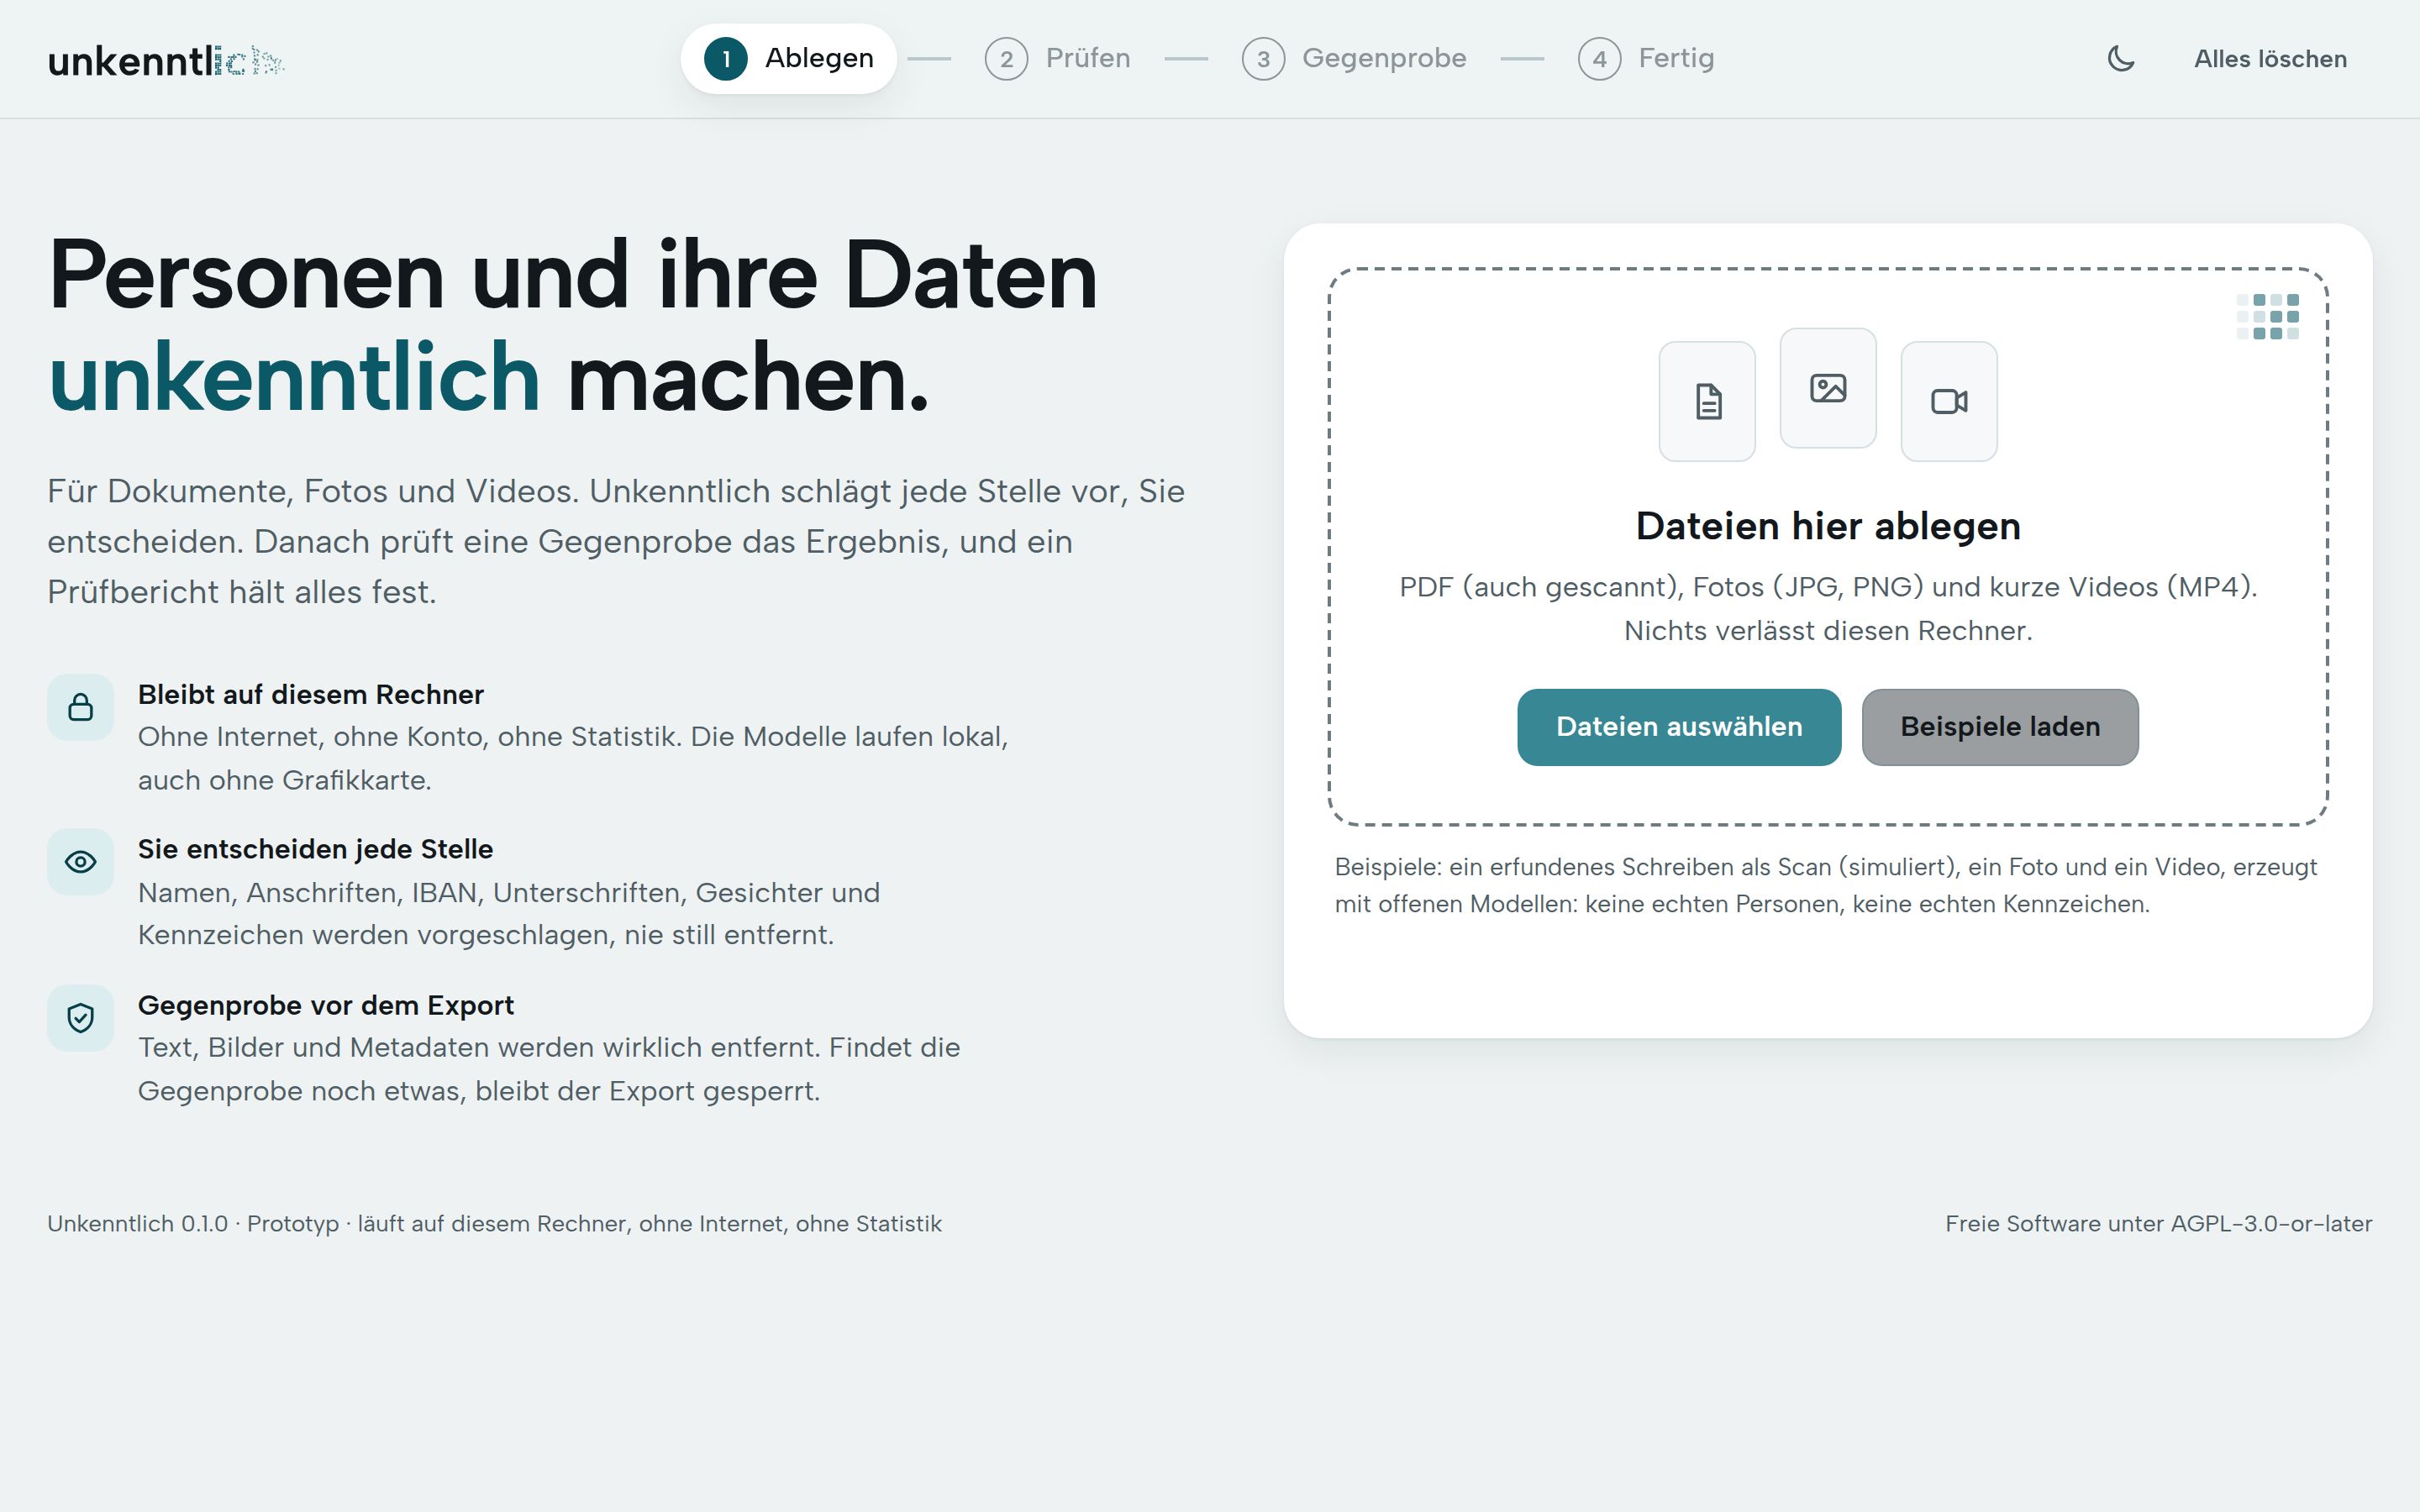 unkenntlich
1 Ablegen
2 Prüfen
3 Gegenprobe
4 Fertig
Alles löschen
Personen und ihre Daten
unkenntlich machen.
Für Dokumente, Fotos und Videos. Unkenntlich schlägt jede Stelle vor, Sie
entscheiden. Danach prüft eine Gegenprobe das Ergebnis, und ein
Prüfbericht hält alles fest.
Bleibt auf diesem Rechner
Ohne Internet, ohne Konto, ohne Statistik. Die Modelle laufen lokal,
auch ohne Grafikkarte.
Sie entscheiden jede Stelle
Namen, Anschriften, IBAN, Unterschriften, Gesichter und
Kennzeichen werden vorgeschlagen, nie still entfernt.
Gegenprobe vor dem Export
Text, Bilder und Metadaten werden wirklich entfernt. Findet die
Gegenprobe noch etwas, bleibt der Export gesperrt.
Dateien hier ablegen
PDF (auch gescannt), Fotos (JPG, PNG) und kurze Videos (MP4).
Nichts verlässt diesen Rechner.
Dateien auswählen
Beispiele laden
Beispiele: ein erfundenes Schreiben als Scan (simuliert), ein Foto und ein Video, erzeugt
mit offenen Modellen: keine echten Personen, keine echten Kennzeichen.
Unkenntlich 0.1.0 · Prototyp · läuft auf diesem Rechner, ohne Internet, ohne Statistik
Freie Software unter AGPL-3.0-or-later